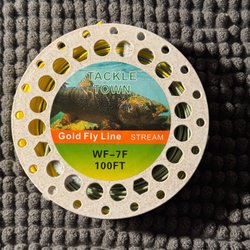 TACKLE
TOWN
Gold Fly Line STREAM
WF-7F
100FT